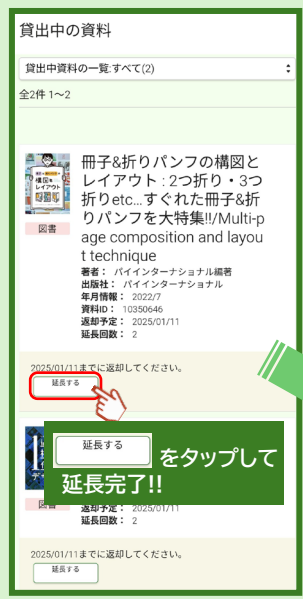 貸出中の資料
貸出中資料の一覧:すべて(2)
全2件 1～2
冊子&折りパンフの構図と
レイアウト : 2つ折り・3つ
折りetc…すぐれた冊子&折
りパンフを大特集!!/Multi-p
age composition and layou
t technique
図書
著者： パイインターナショナル編著
出版社： パイインターナショナル
年月情報： 2022/7
資料ID： 10350646
返却予定： 2025/01/11
延長回数： 2
2025/01/11までに返却してください。
延長する
延長する をタップして
延長完了!!
図書
返却予定： 2025/01/11
延長回数： 2
2025/01/11までに返却してください。
延長する